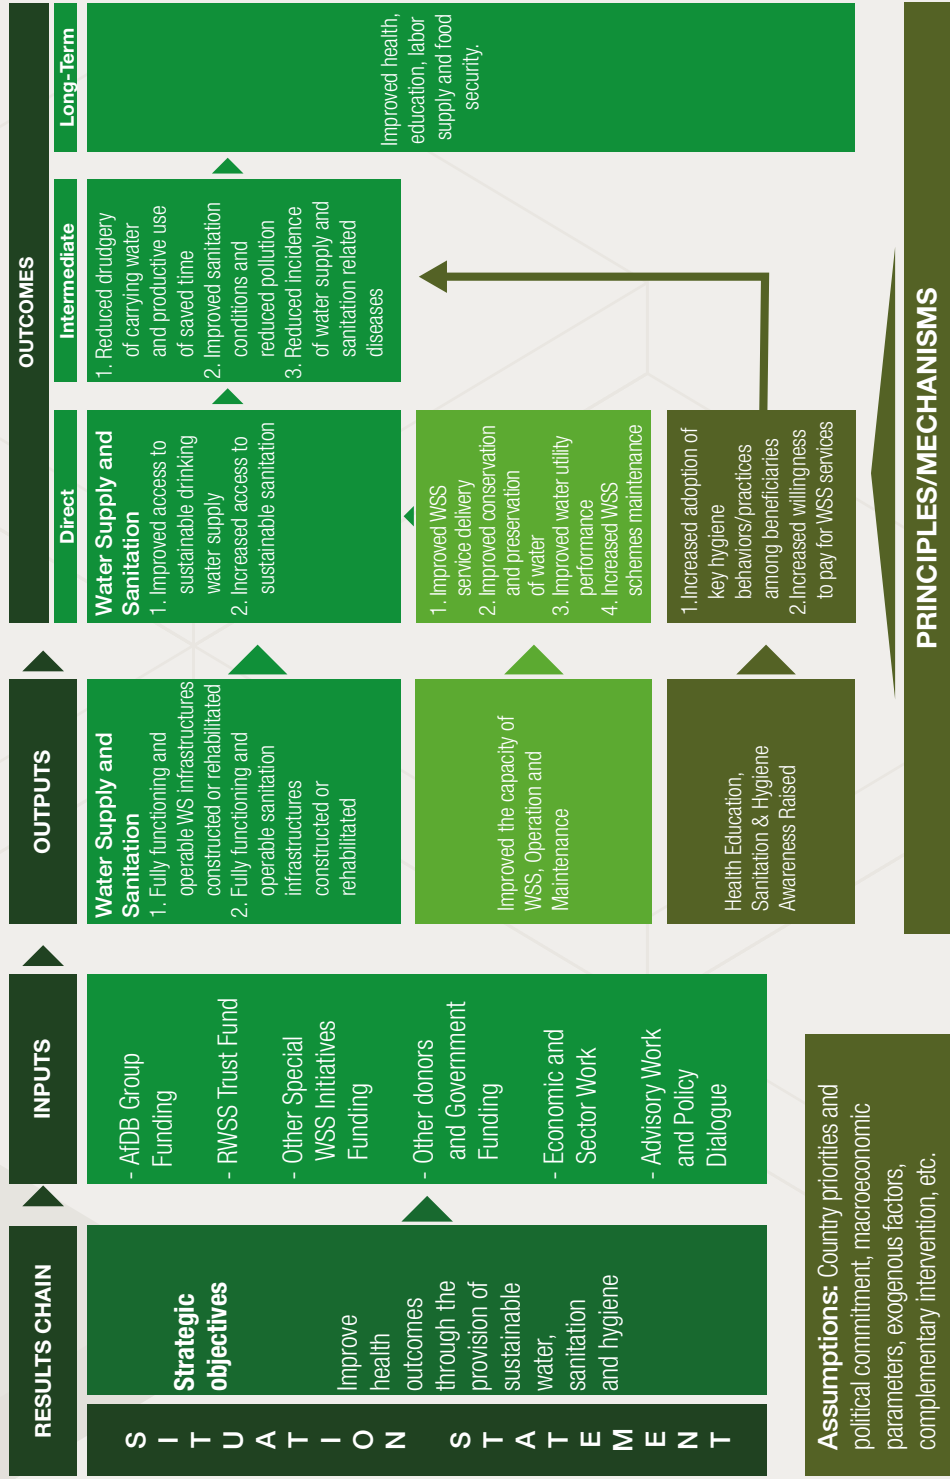 RESULTS CHAIN
INPUTS
OUTPUTS
OUTCOMES
Direct
Intermediate
Long-Term
SITUATION STATEMENT
Strategic
objectives
Improve
health
outcomes
through the
provision of
sustainable
water,
sanitation
and hygiene
- AfDB Group
Funding
- RWSS Trust Fund
- Other Special
WSS Initiatives
Funding
- Other donors
and Government
Funding
- Economic and
Sector Work
- Advisory Work
and Policy
Dialogue
Water Supply and
Sanitation
1. Fully functioning and
operable WS infrastructures
constructed or rehabilitated
2. Fully functioning and
operable sanitation
infrastructures
constructed or
rehabilitated
Improved the capacity of
WSS, Operation and
Maintenance
Health Education,
Sanitation & Hygiene
Awareness Raised
Water Supply and
Sanitation
1. Improved access to
sustainable drinking
water supply
2. Increased access to
sustainable sanitation
1. Improved WSS
service delivery
2. Improved conservation
and preservation
of water
3. Improved water utility
performance
4. Increased WSS
schemes maintenance
1.Increased adoption of
key hygiene
behaviors/practices
among beneficiaries
2.Increased willingness
to pay for WSS services
1. Reduced drudgery
of carrying water
and productive use
of saved time
2. Improved sanitation
conditions and
reduced pollution
3. Reduced incidence
of water supply and
sanitation related
diseases
Improved health,
education, labor
supply and food
security.
Assumptions: Country priorities and
political commitment, macroeconomic
parameters, exogenous factors,
complementary intervention, etc.
PRINCIPLES/MECHANISMS